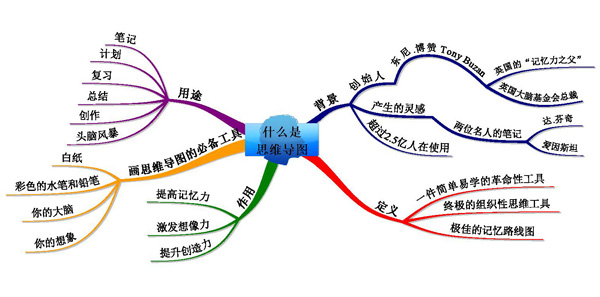 什么是
思维导图
背景
创始人
东尼.博赞 Tony Buzan
英国的“记忆力之父”
英国大脑基金会总裁
产生的灵感
两位名人的笔记
达.芬奇
爱因斯坦
超过2.5亿人在使用
定义
一件简单易学的革命性工具
终极的组织性思维工具
极佳的记忆路线图
作用
提高记忆力
激发想像力
提升创造力
画思维导图的必备工具
白纸
彩色的水笔和铅笔
你的大脑
你的想象
用途
笔记
计划
复习
总结
创作
头脑风暴